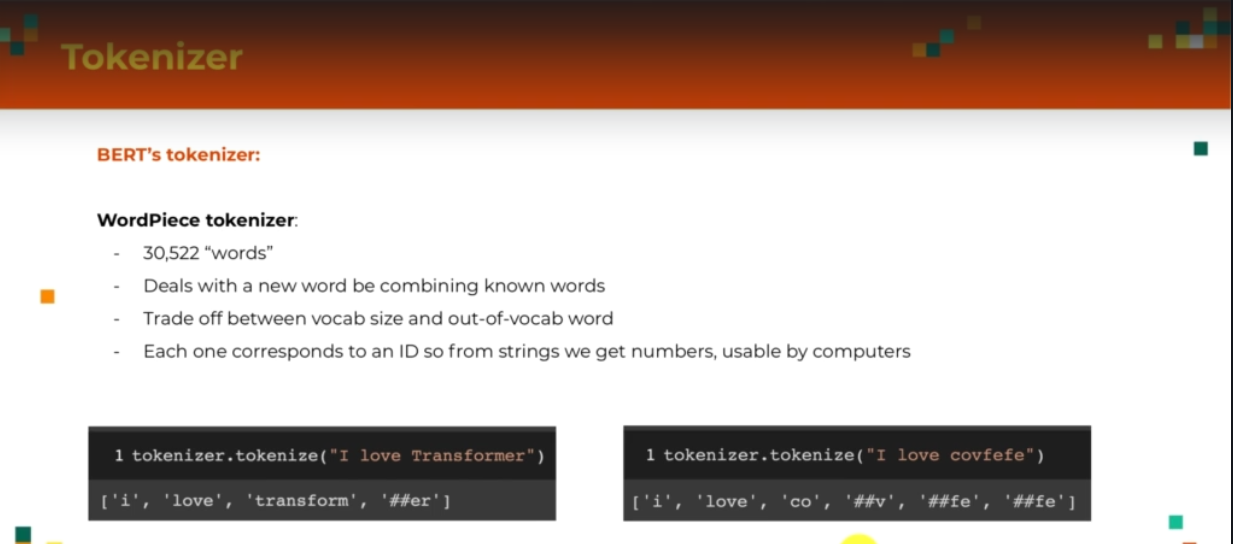 Tokenizer
BERT’s tokenizer:
WordPiece tokenizer:
- 30,522 “words”
- Deals with a new word be combining known words
- Trade off between vocab size and out-of-vocab word
- Each one corresponds to an ID so from strings we get numbers, usable by computers
1 tokenizer.tokenize("I love Transformer")
['i', 'love', 'transform', '##er']
1 tokenizer.tokenize("I love covfefe")
['i', 'love', 'co', '##v', '##fe', '##fe']